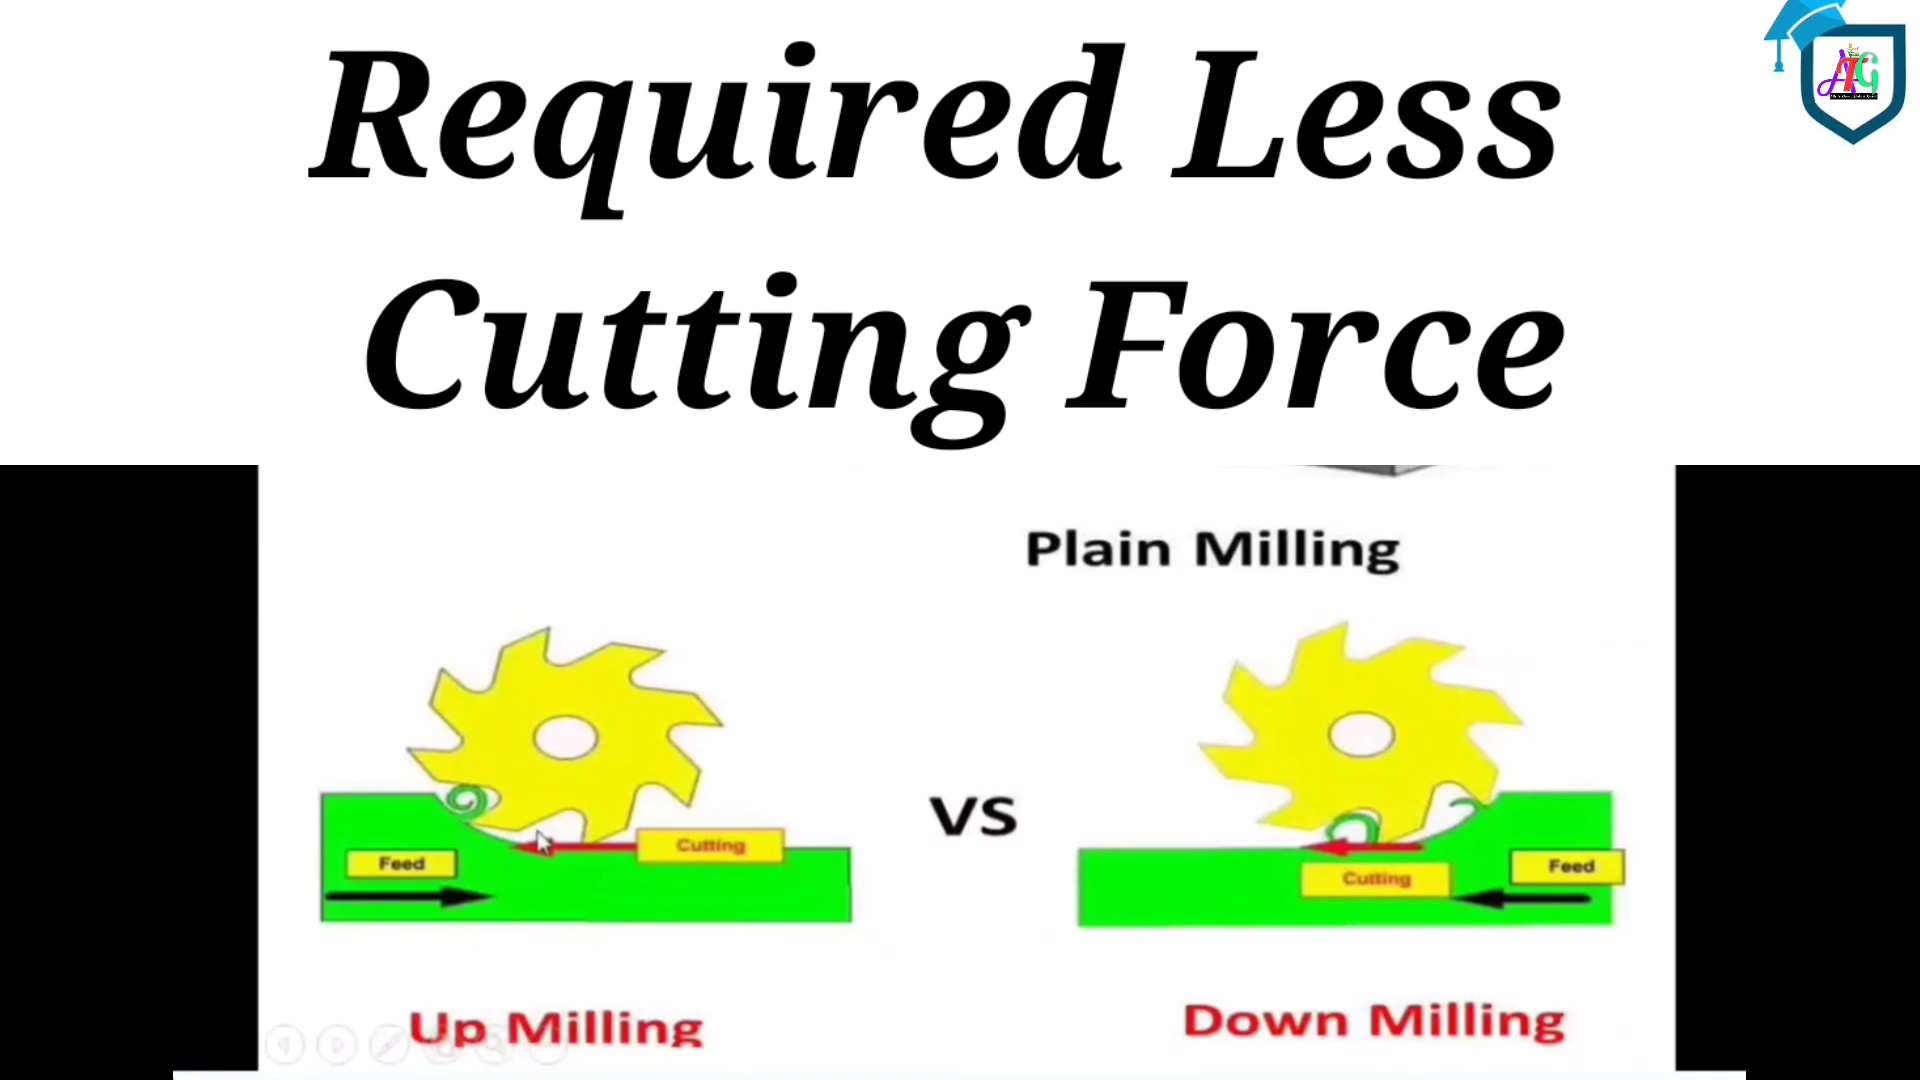 Required Less
Cutting Force
Plain Milling
VS
Cutting
Feed
Feed
Cutting
Up Milling
Down Milling